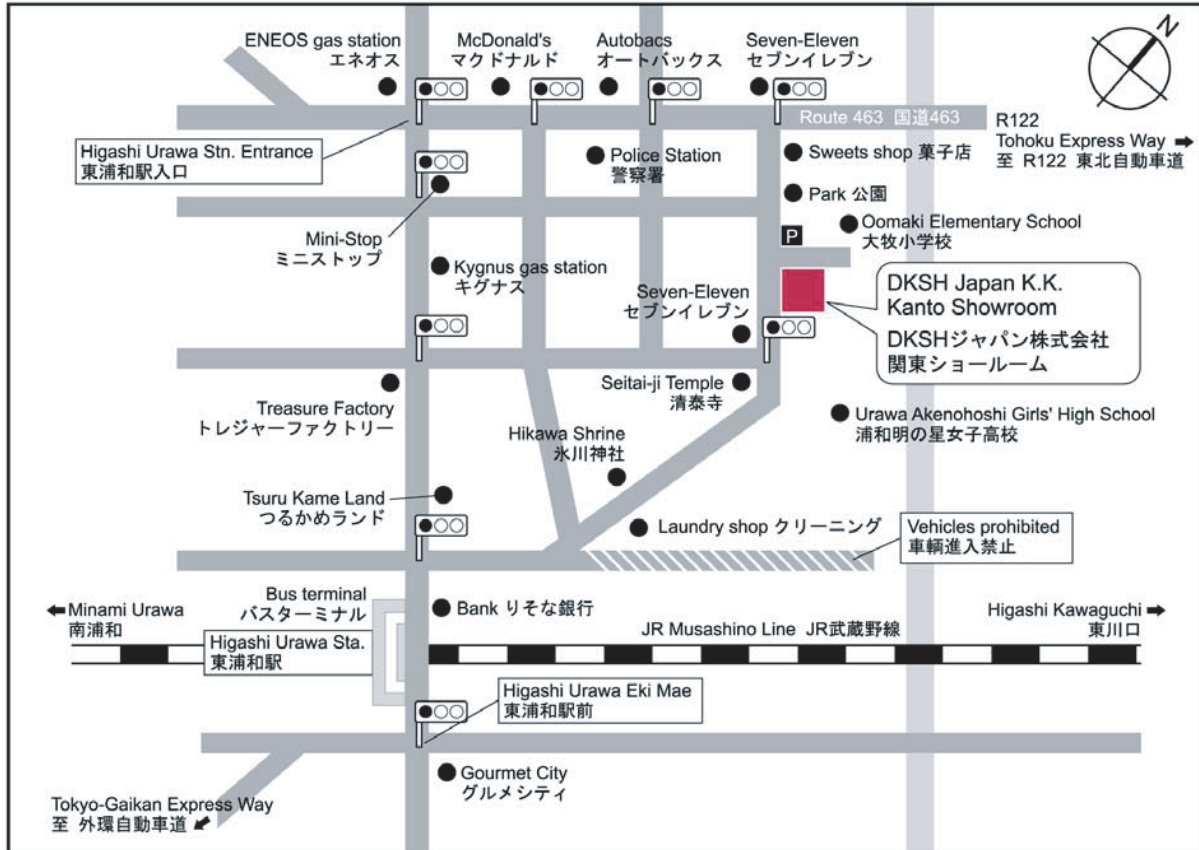 ENEOS gas station
エネオス
McDonald's
マクドナルド
Autobacs
オートバックス
Seven-Eleven
セブンイレブン
N
Route 463 国道463
R122
Tohoku Express Way ➡
至 R122 東北自動車道
Higashi Urawa Stn. Entrance
東浦和駅入口
Police Station
警察署
Sweets shop 菓子店
Park 公園
Mini-Stop
ミニストップ
P
Oomaki Elementary School
大牧小学校
Kygnus gas station
キグナス
Seven-Eleven
セブンイレブン
DKSH Japan K.K.
Kanto Showroom
DKSHジャパン株式会社
関東ショールーム
Treasure Factory
トレジャーファクトリー
Seitai-ji Temple
清泰寺
Urawa Akenohoshi Girls' High School
浦和明の星女子高校
Hikawa Shrine
氷川神社
Tsuru Kame Land
つるかめランド
Laundry shop クリーニング
Vehicles prohibited
車輌進入禁止
Bus terminal
バスターミナル
Bank りそな銀行
⬅ Minami Urawa
南浦和
Higashi Kawaguchi ➡
東川口
Higashi Urawa Sta.
東浦和駅
JR Musashino Line JR武蔵野線
Higashi Urawa Eki Mae
東浦和駅前
Gourmet City
グルメシティ
Tokyo-Gaikan Express Way
至 外環自動車道